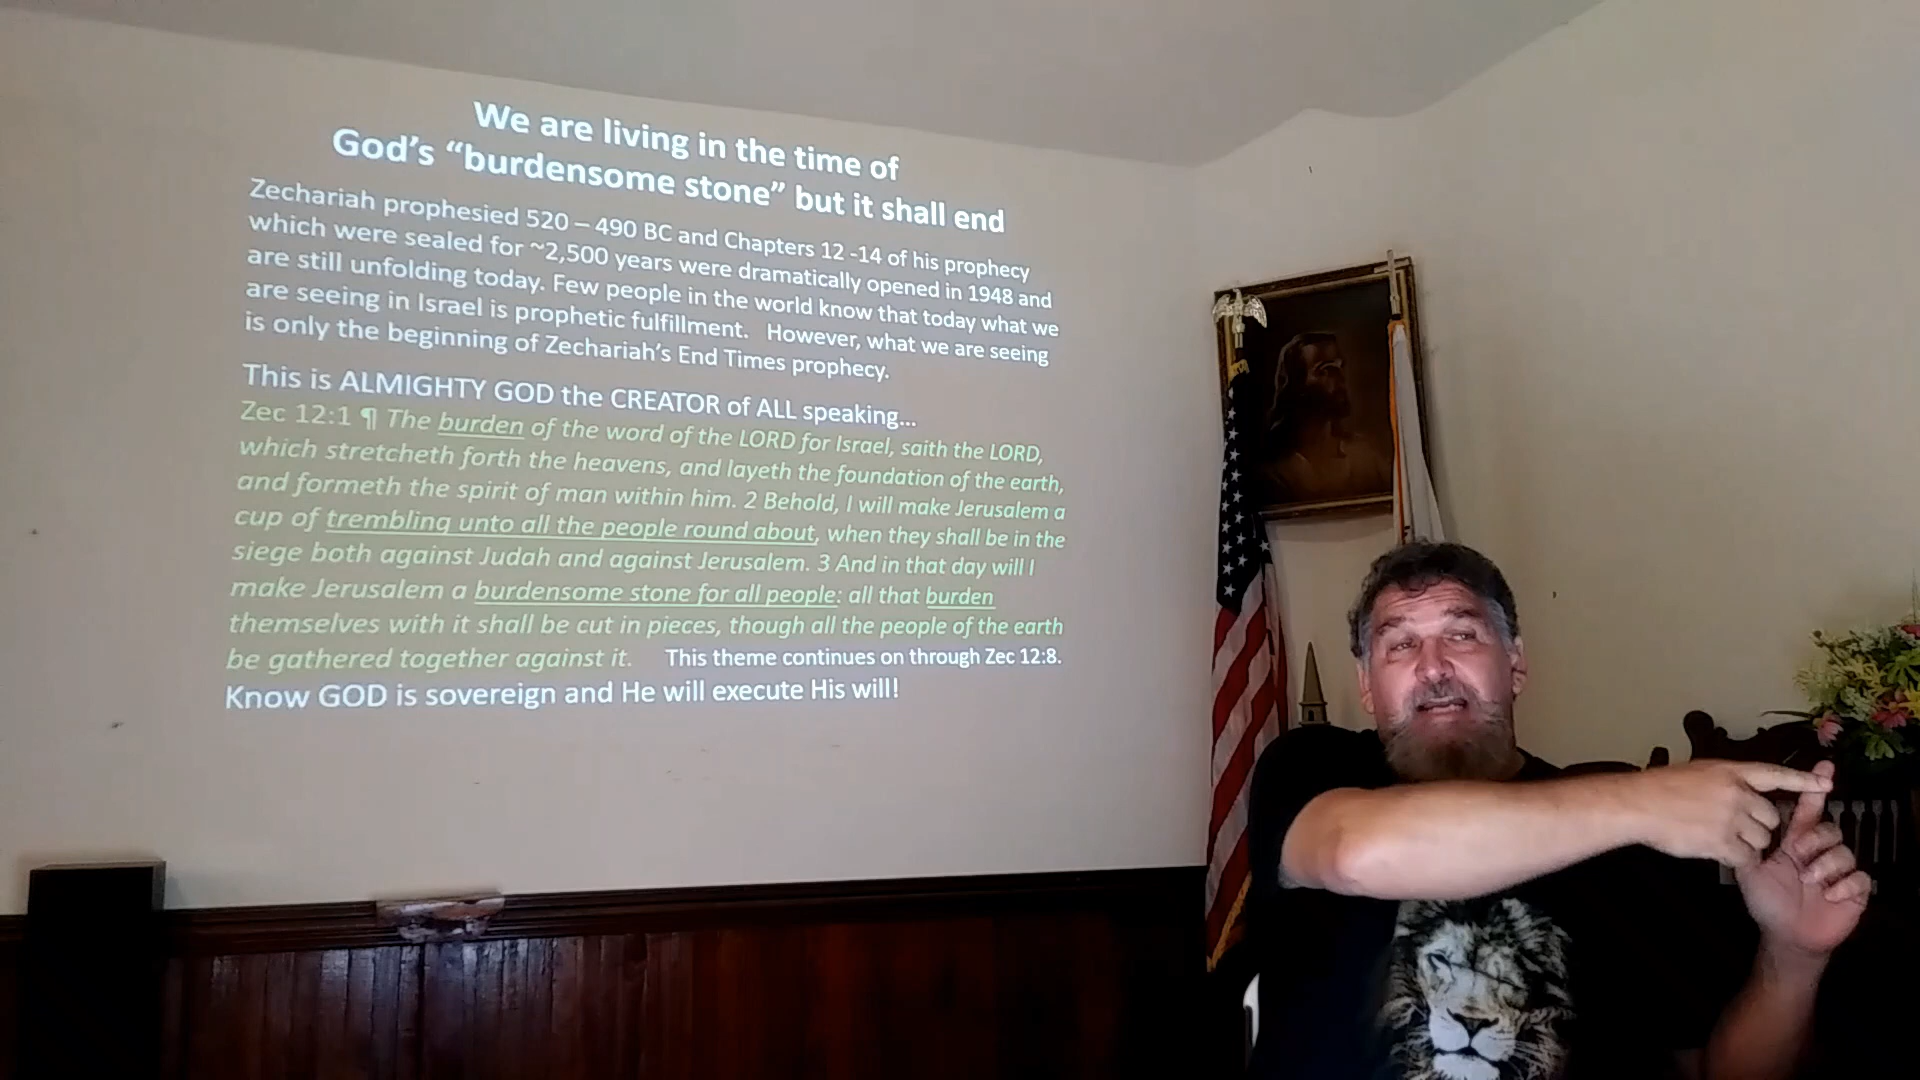 We are living in the time of
God's “burdensome stone” but it shall end
Zechariah prophesied 520 – 490 BC and Chapters 12 -14 of his prophecy
which were sealed for ~2,500 years were dramatically opened in 1948 and
are still unfolding today. Few people in the world know that today what we
are seeing in Israel is prophetic fulfillment. However, what we are seeing
is only the beginning of Zechariah's End Times prophecy.
This is ALMIGHTY GOD the CREATOR of ALL speaking...
Zec 12:1 ¶ The burden of the word of the LORD for Israel, saith the LORD,
which stretcheth forth the heavens, and layeth the foundation of the earth,
and formeth the spirit of man within him. 2 Behold, I will make Jerusalem a
cup of trembling unto all the people round about, when they shall be in the
siege both against Judah and against Jerusalem. 3 And in that day will I
make Jerusalem a burdensome stone for all people: all that burden
themselves with it shall be cut in pieces, though all the people of the earth
be gathered together against it. This theme continues on through Zec 12:8.
Know GOD is sovereign and He will execute His will!